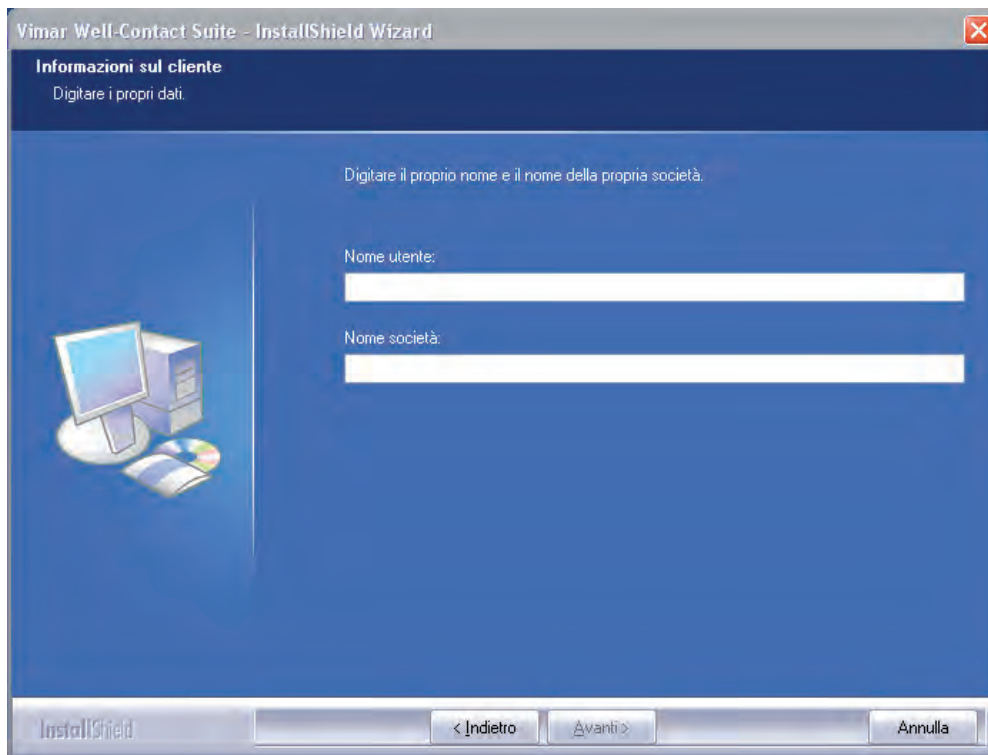 Vimar Well-Contact Suite - InstallShield Wizard
Informazioni sul cliente
Digitare i propri dati.
Digitare il proprio nome e il nome della propria società.
Nome utente:
Nome società:
InstallShield
< Indietro
Avanti >
Annulla